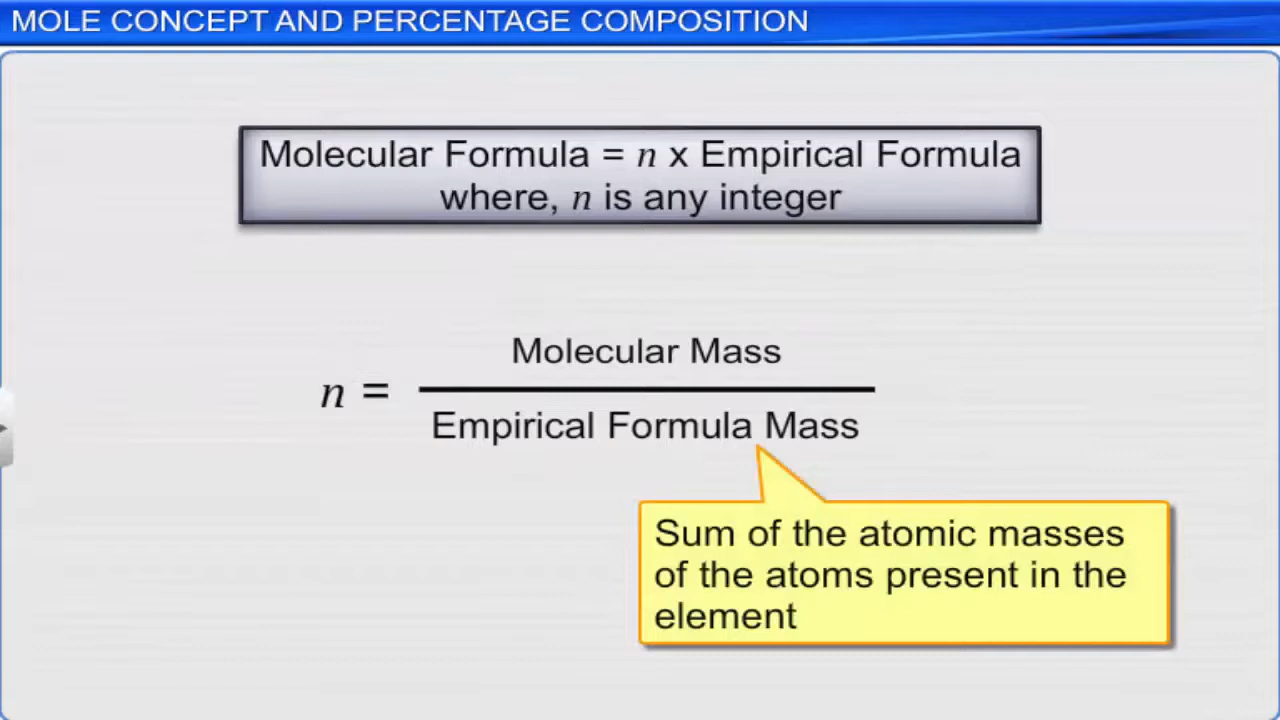 MOLE CONCEPT AND PERCENTAGE COMPOSITION
Molecular Formula = n x Empirical Formula
where, n is any integer
Molecular Mass
n =
Empirical Formula Mass
Sum of the atomic masses
of the atoms present in the
element